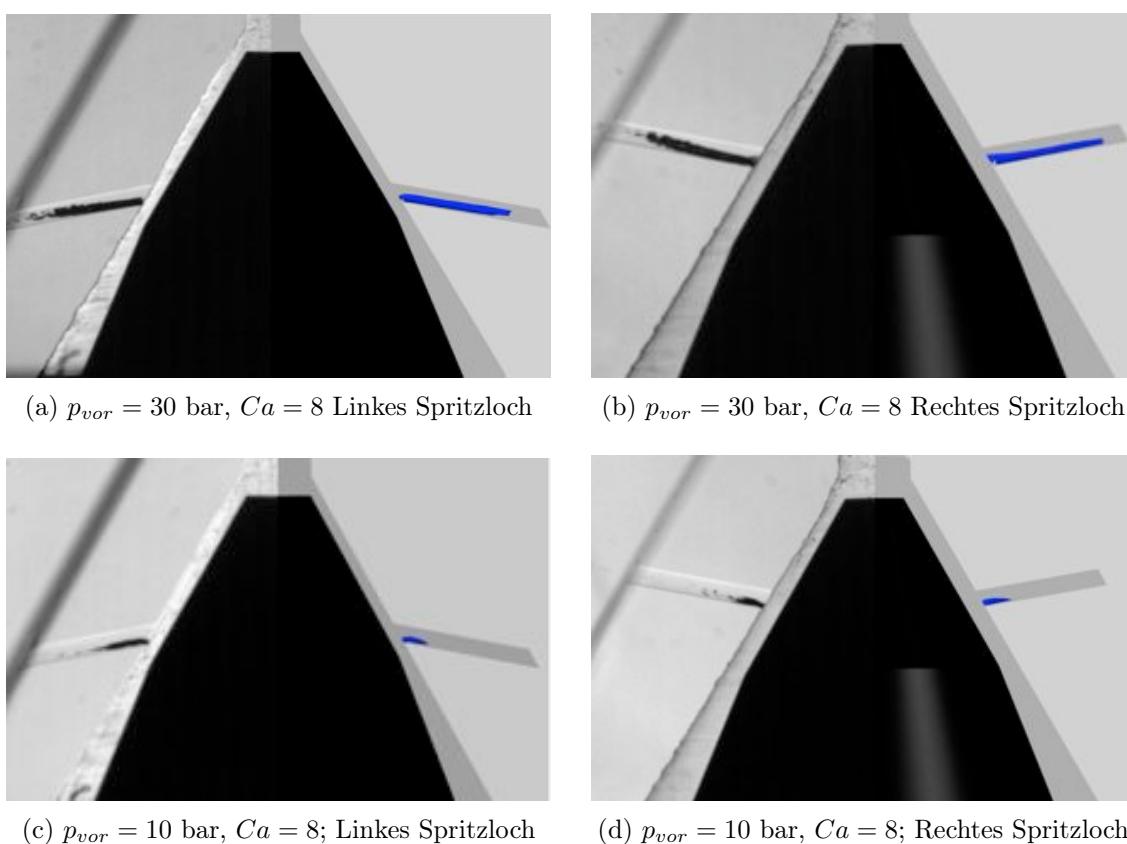 (a) p_vor = 30 bar, Ca = 8 Linkes Spritzloch
(b) p_vor = 30 bar, Ca = 8 Rechtes Spritzloch
(c) p_vor = 10 bar, Ca = 8; Linkes Spritzloch
(d) p_vor = 10 bar, Ca = 8; Rechtes Spritzloch